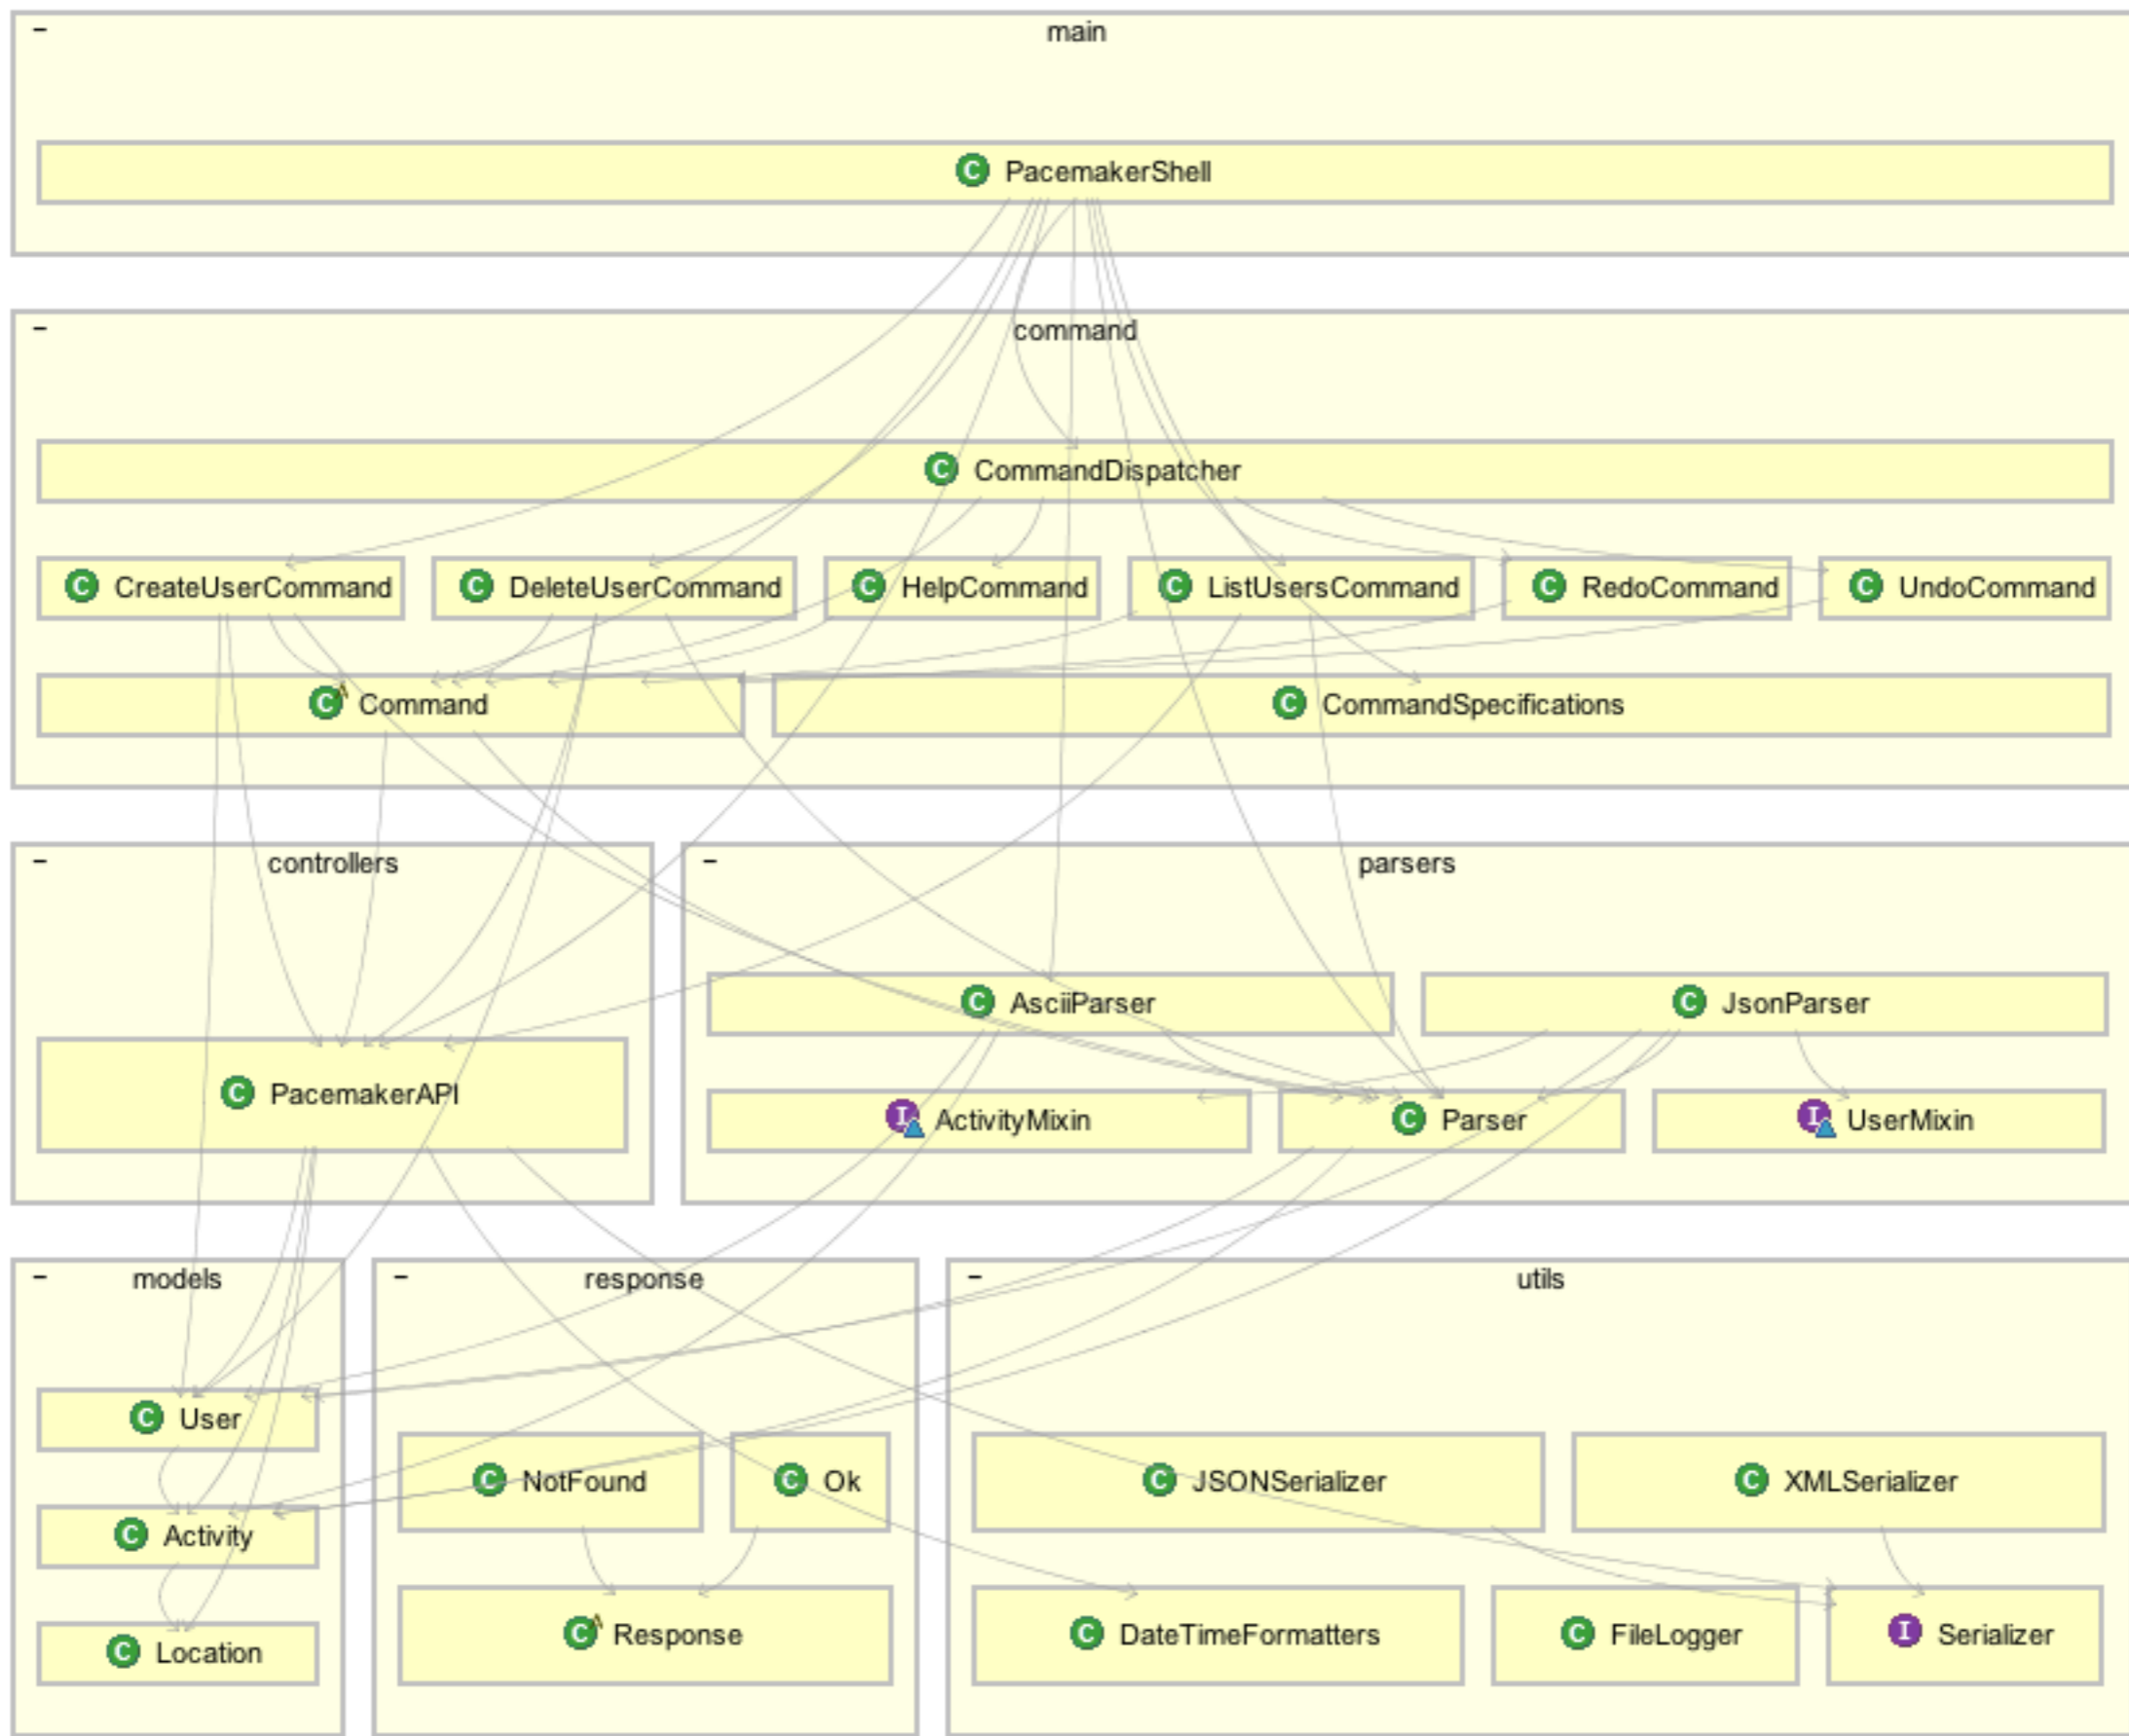 main
PacemakerShell
command
CommandDispatcher
CreateUserCommand
DeleteUserCommand
HelpCommand
ListUsersCommand
RedoCommand
UndoCommand
Command
CommandSpecifications
controllers
parsers
AsciiParser
JsonParser
PacemakerAPI
ActivityMixin
Parser
UserMixin
models
response
utils
User
NotFound
Ok
JSONSerializer
XMLSerializer
Activity
Response
DateTimeFormatters
FileLogger
Serializer
Location